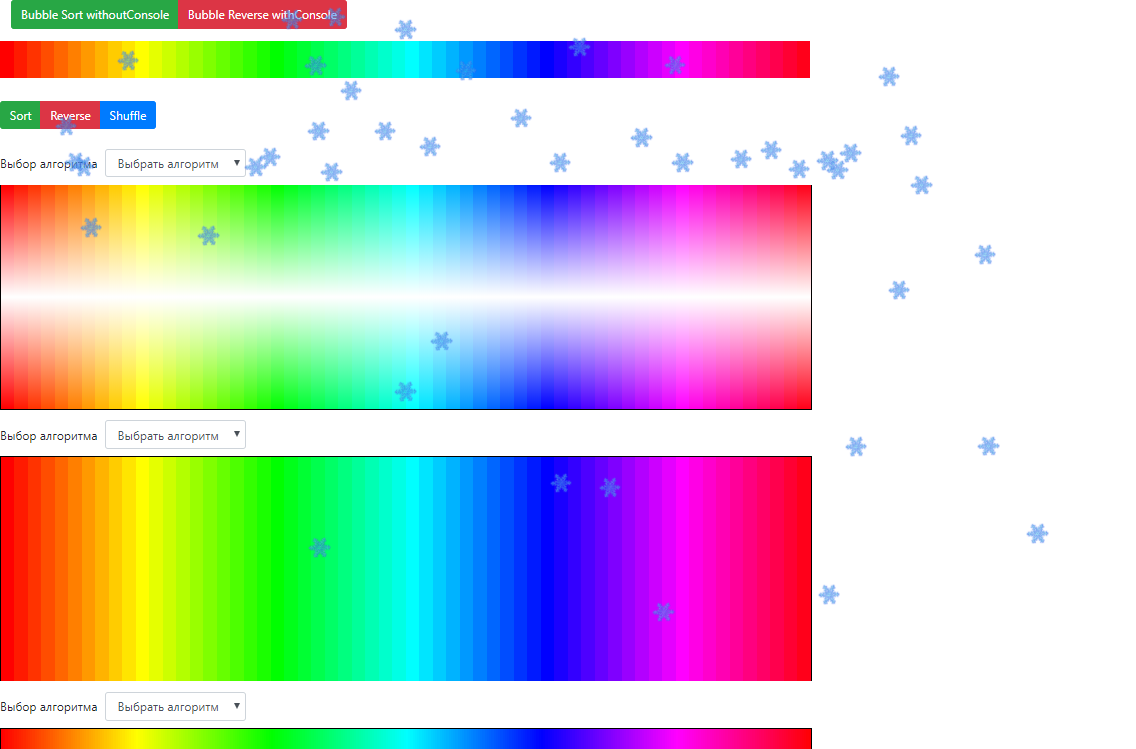 Bubble Sort withoutConsole Bubble Reverse withConsole
Sort Reverse Shuffle
Выбор алгоритма Выбрать алгоритм
Выбор алгоритма Выбрать алгоритм
Выбор алгоритма Выбрать алгоритм